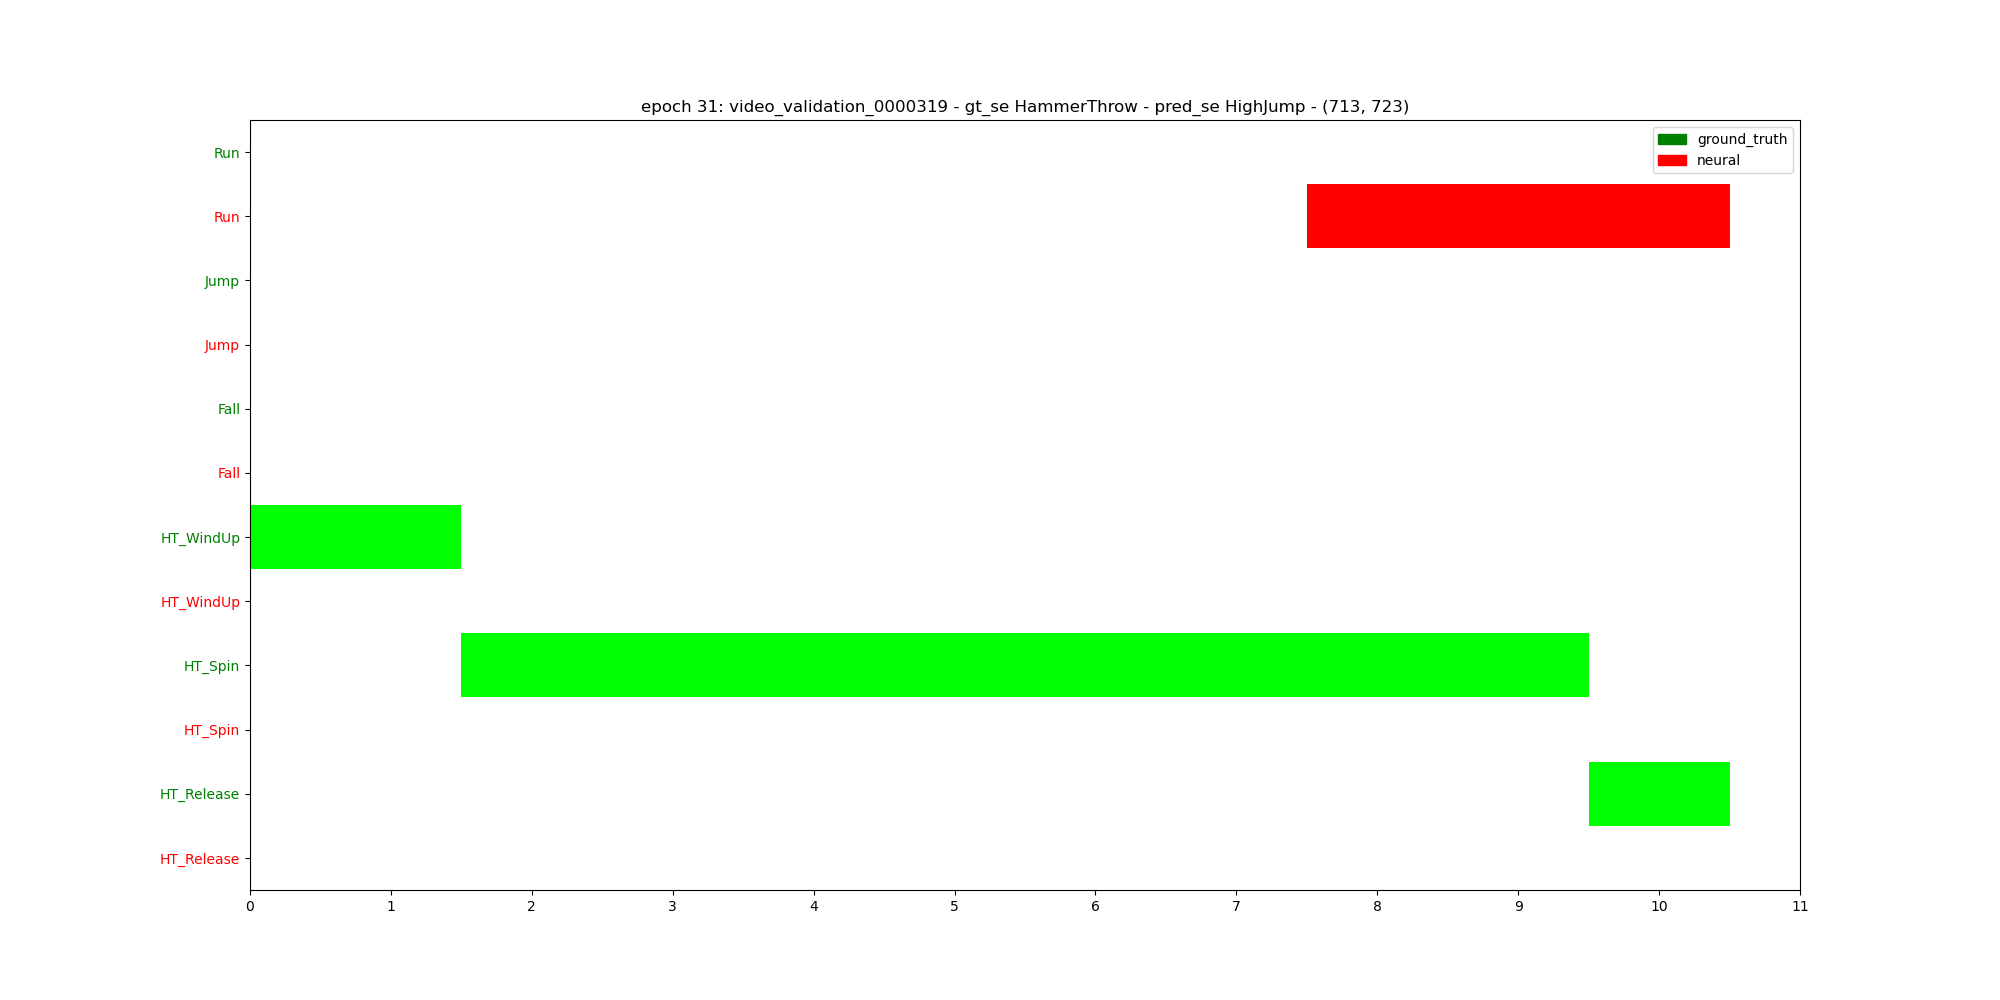 epoch 31: video_validation_0000319 - gt_se HammerThrow - pred_se HighJump - (713, 723)
ground_truth
neural
Run
Run
Jump
Jump
Fall
Fall
HT_WindUp
HT_WindUp
HT_Spin
HT_Spin
HT_Release
HT_Release
0 1 2 3 4 5 6 7 8 9 10 11